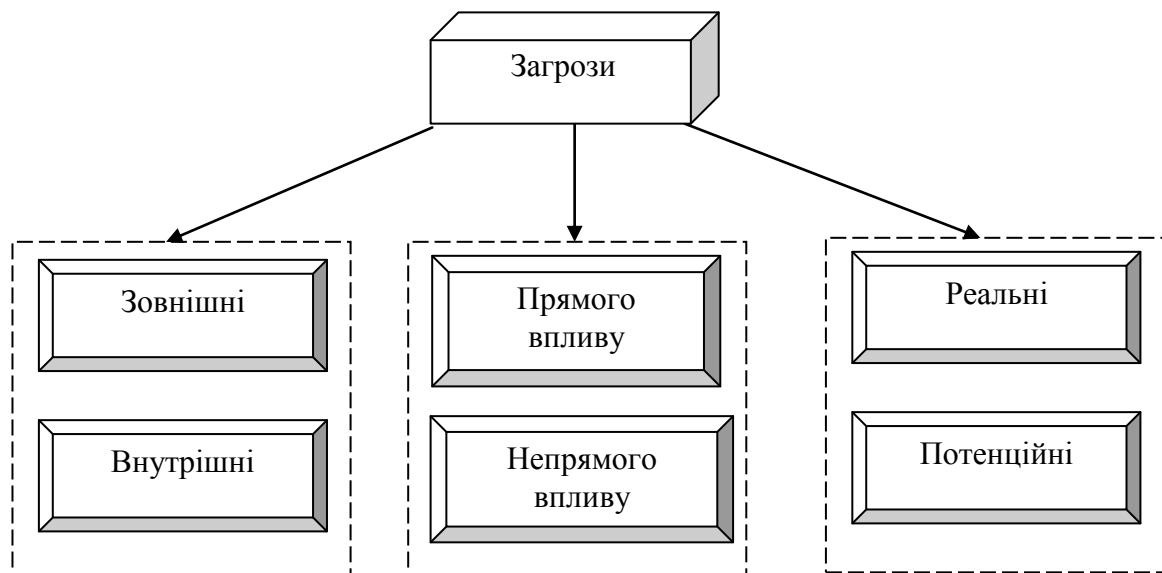 Загрози
Зовнішні
Внутрішні
Прямого
впливу
Непрямого
впливу
Реальні
Потенційні